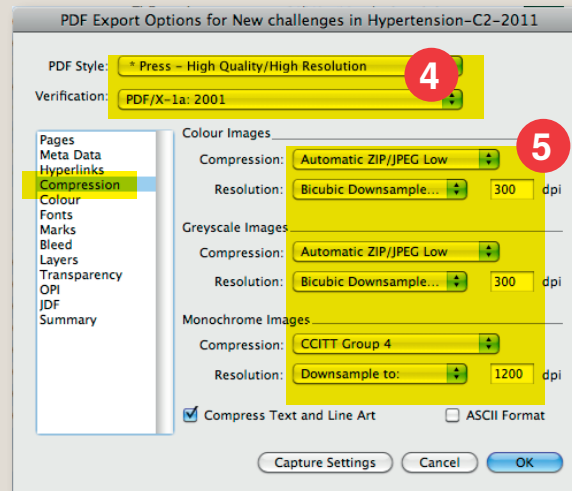 PDF Export Options for New challenges in Hypertension-C2-2011
PDF Style: * Press – High Quality/High Resolution
4
Verification: PDF/X-1a: 2001
Pages
Meta Data
Hyperlinks
Compression
Colour
Fonts
Marks
Bleed
Layers
Transparency
OPI
JDF
Summary
Colour Images
5
Compression: Automatic ZIP/JPEG Low
Resolution: Bicubic Downsample... 300 dpi
Greyscale Images
Compression: Automatic ZIP/JPEG Low
Resolution: Bicubic Downsample... 300 dpi
Monochrome Images
Compression: CCITT Group 4
Resolution: Downsample to: 1200 dpi
Compress Text and Line Art ASCII Format
Capture Settings Cancel OK